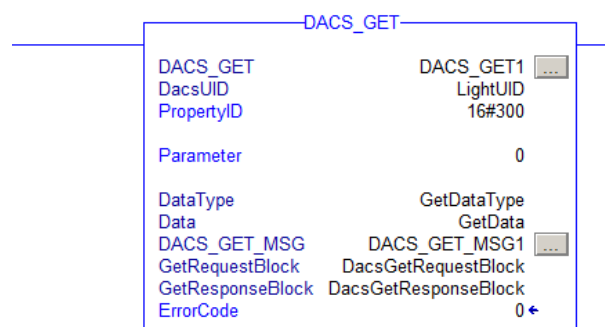 DACS_GET
DACS_GET DACS_GET1 ...
DacsUID LightUID
PropertyID 16#300
Parameter 0
DataType GetDataType
Data GetData
DACS_GET_MSG DACS_GET_MSG1 ...
GetRequestBlock DacsGetRequestBlock
GetResponseBlock DacsGetResponseBlock
ErrorCode 0